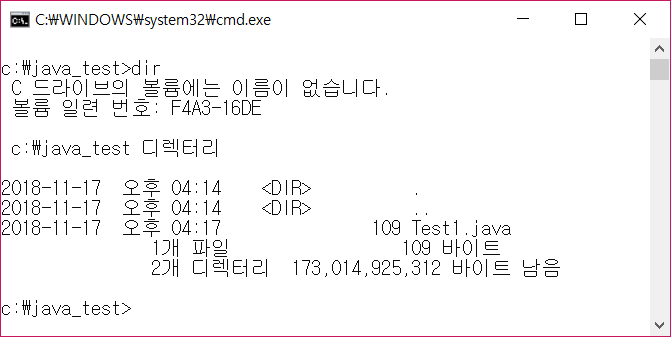 C:₩WINDOWS₩system32₩cmd.exe
c:₩java_test>dir
C 드라이브의 볼륨에는 이름이 없습니다.
볼륨 일련 번호: F4A3-16DE
c:₩java_test 디렉터리
2018-11-17 오후 04:14 <DIR> .
2018-11-17 오후 04:14 <DIR> ..
2018-11-17 오후 04:17 109 Test1.java
1개 파일 109 바이트
2개 디렉터리 173,014,925,312 바이트 남음
c:₩java_test>